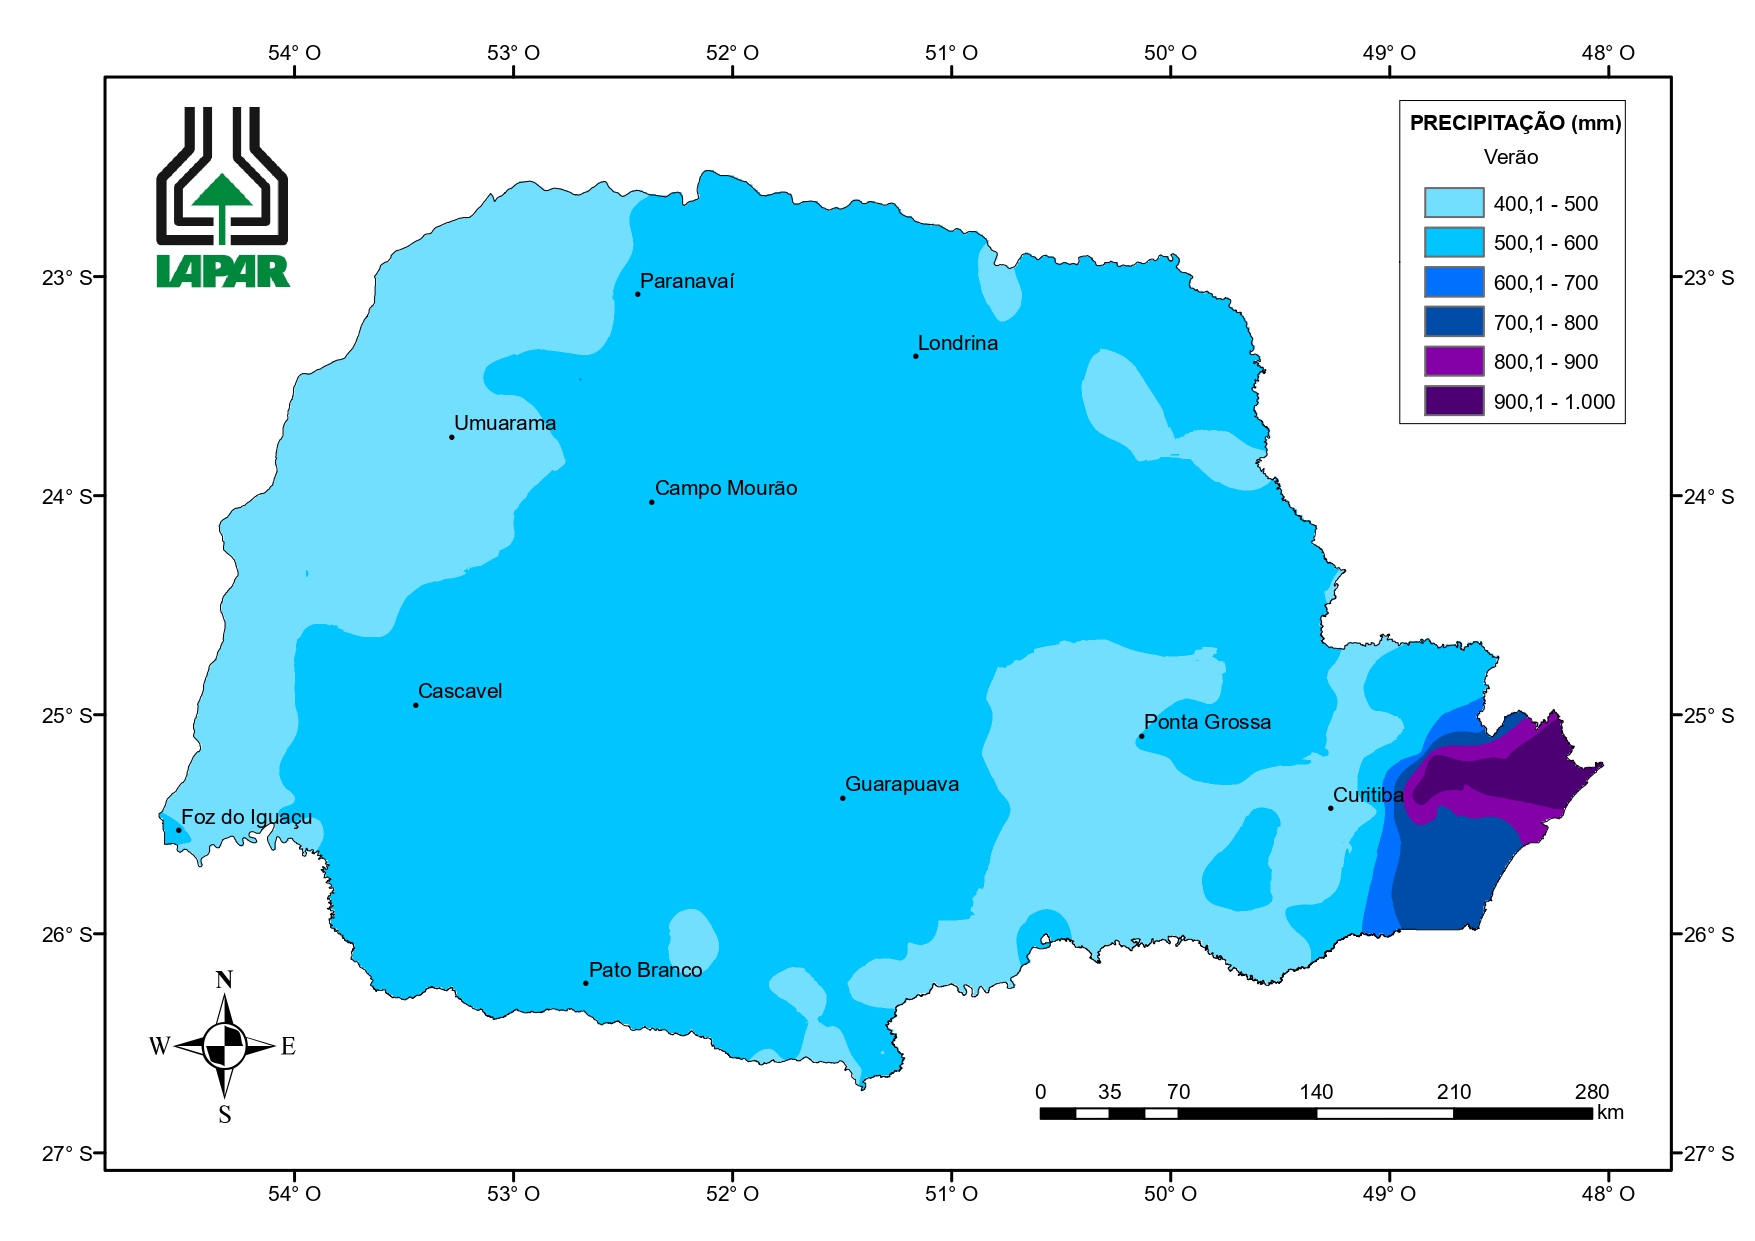 54° O 53° O 52° O 51° O 50° O 49° O 48° O
IAPAR
PRECIPITAÇÃO (mm)
Verão
400,1 - 500
500,1 - 600
600,1 - 700
700,1 - 800
800,1 - 900
900,1 - 1.000
23° S 23° S
Paranavaí
Londrina
Umuarama
Campo Mourão
24° S 24° S
Cascavel
25° S 25° S
Ponta Grossa
Guarapuava
Curitiba
Foz do Iguaçu
26° S 26° S
Pato Branco
N
W E
S
0 35 70 140 210 280
km
27° S 27° S
54° O 53° O 52° O 51° O 50° O 49° O 48° O